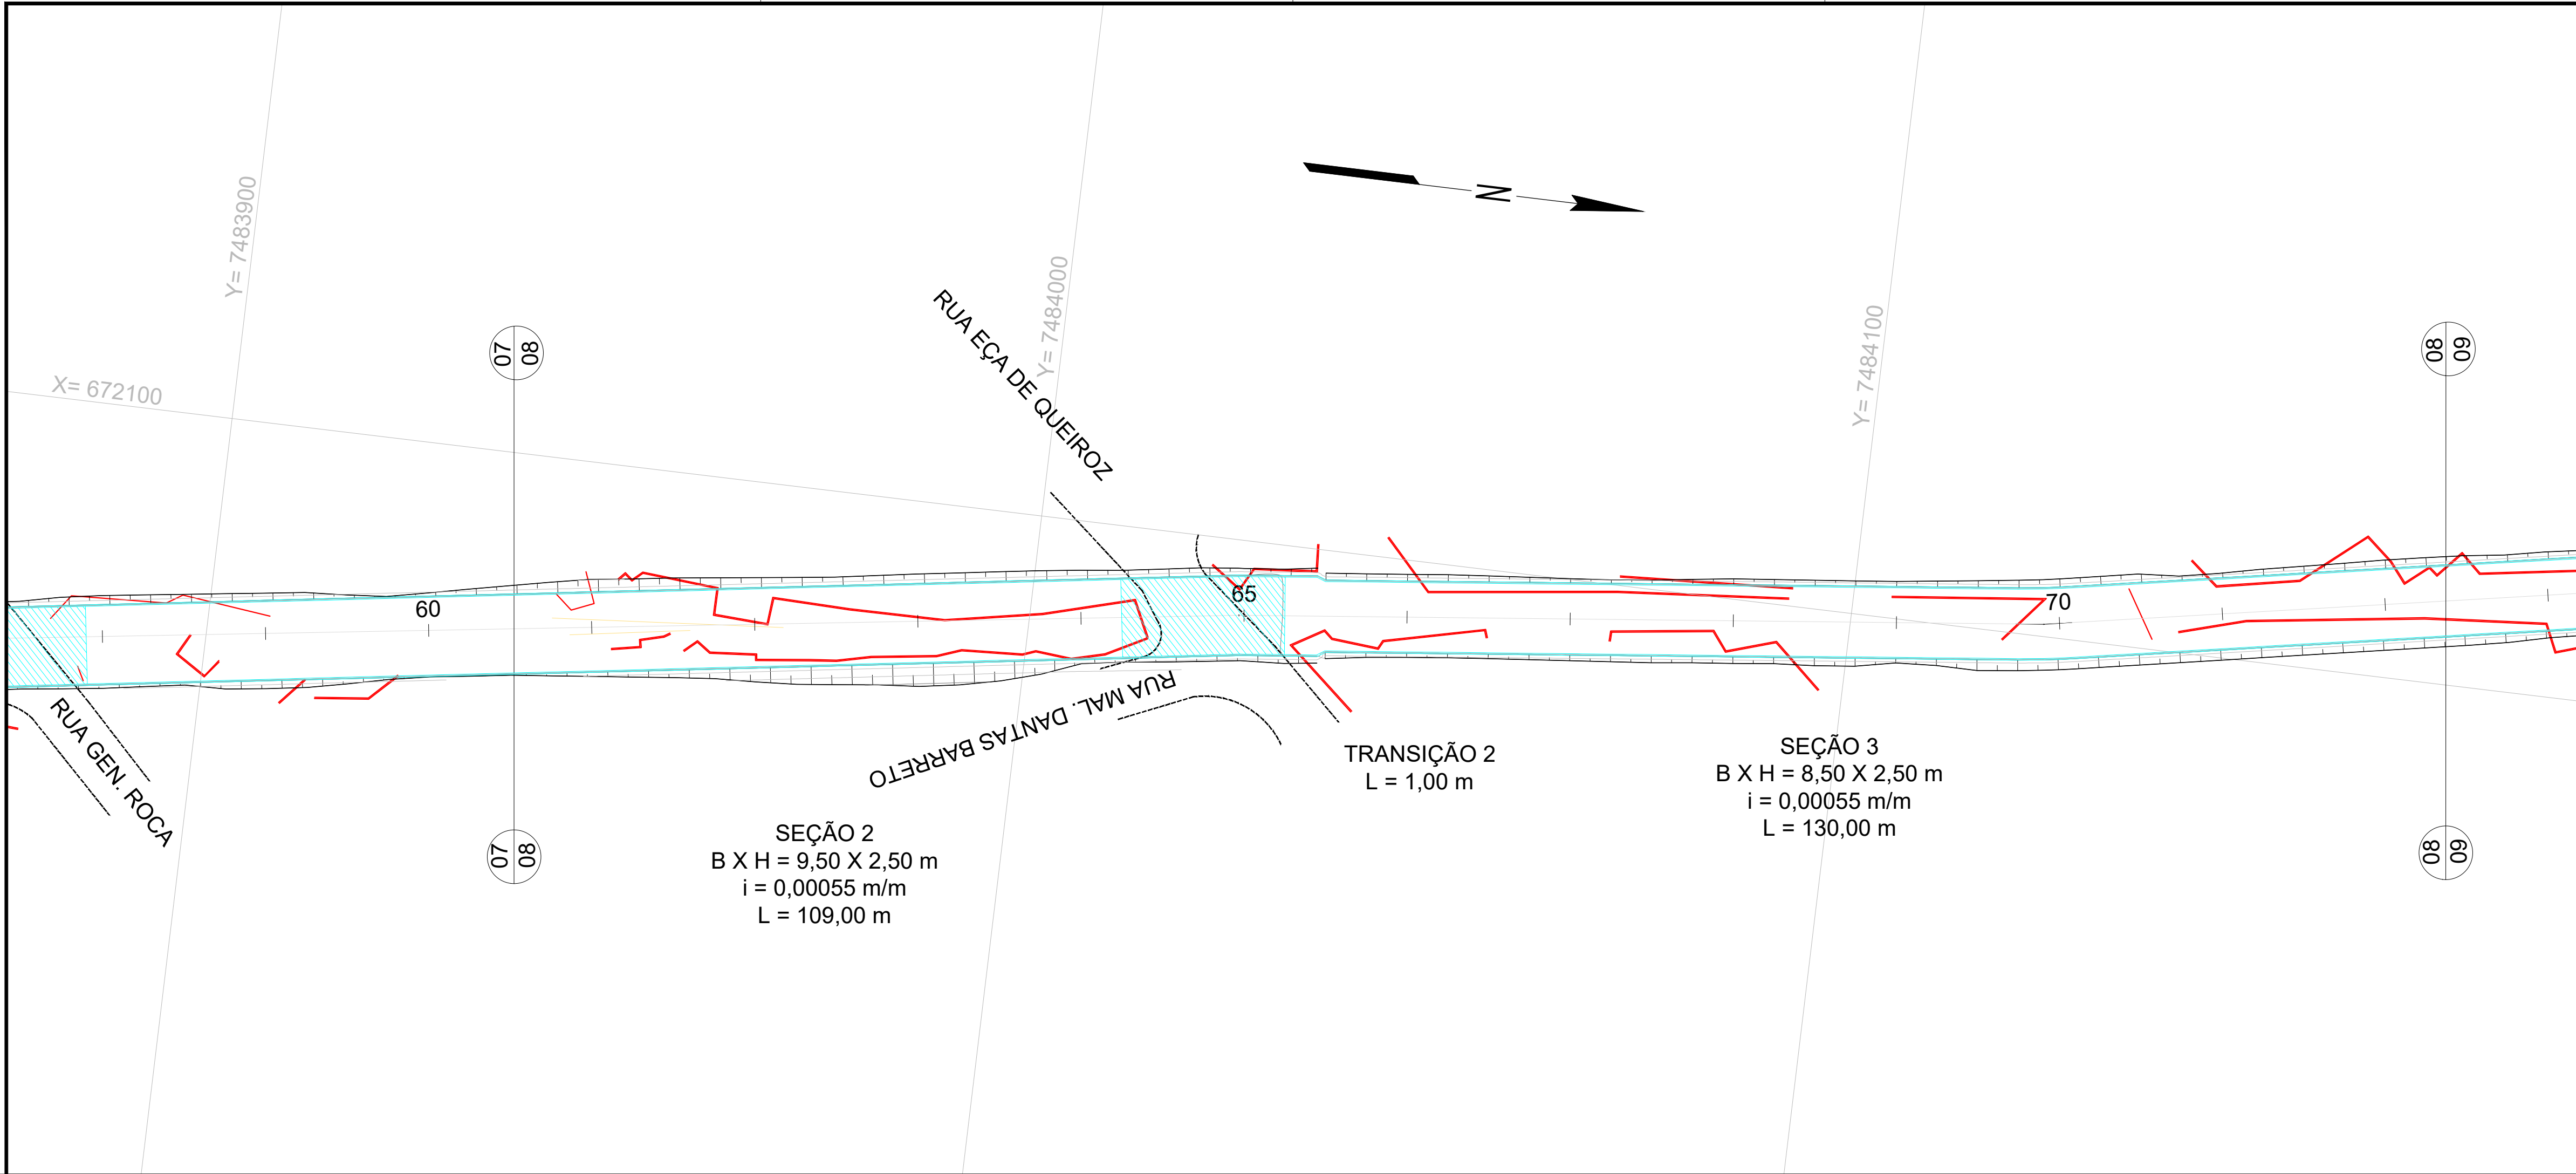 Y= 7483900
Y= 7484000
Y= 7484100
X= 672100
N
RUA EÇA DE QUEIROZ
07
08
08
09
60
65
70
RUA GEN. ROCA
RUA MAL. DANTAS BARRETO
TRANSIÇÃO 2
L = 1,00 m
SEÇÃO 3
B X H = 8,50 X 2,50 m
i = 0,00055 m/m
L = 130,00 m
SEÇÃO 2
B X H = 9,50 X 2,50 m
i = 0,00055 m/m
L = 109,00 m
07
08
08
09